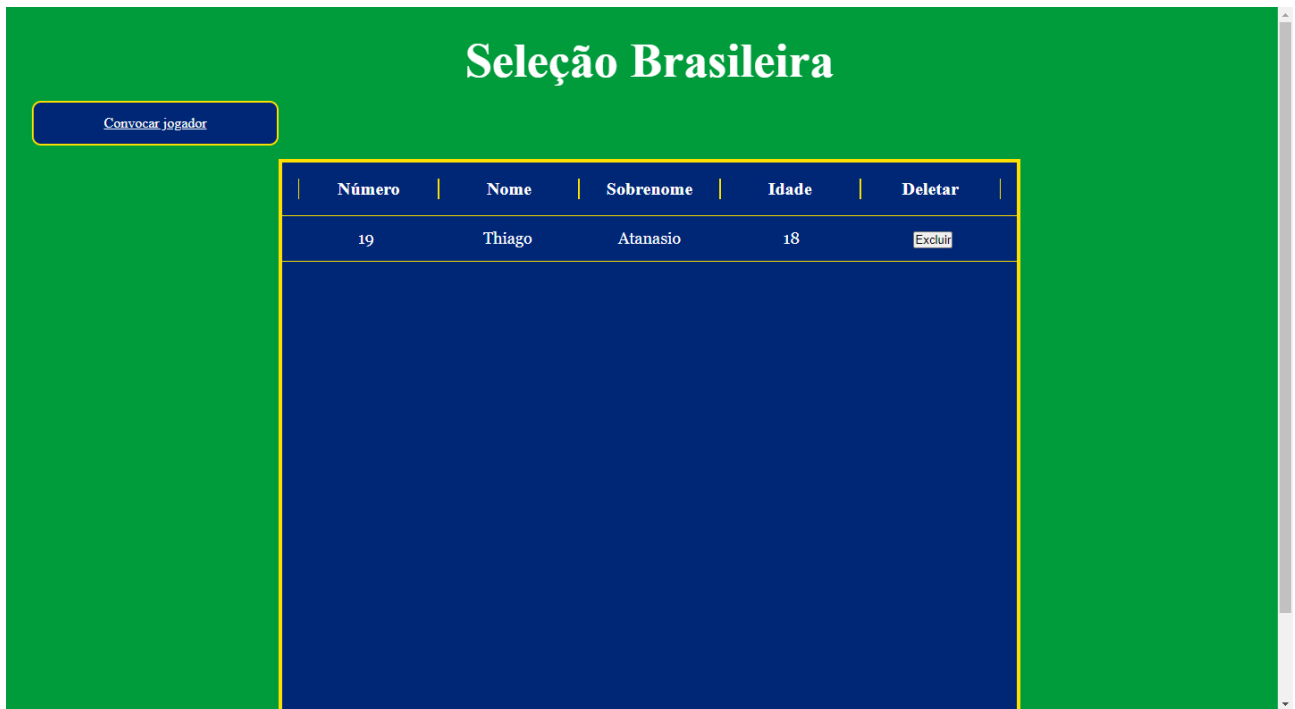 Seleção Brasileira
Convocar jogador
Número Nome Sobrenome Idade Deletar
19 Thiago Atanasio 18 Excluir